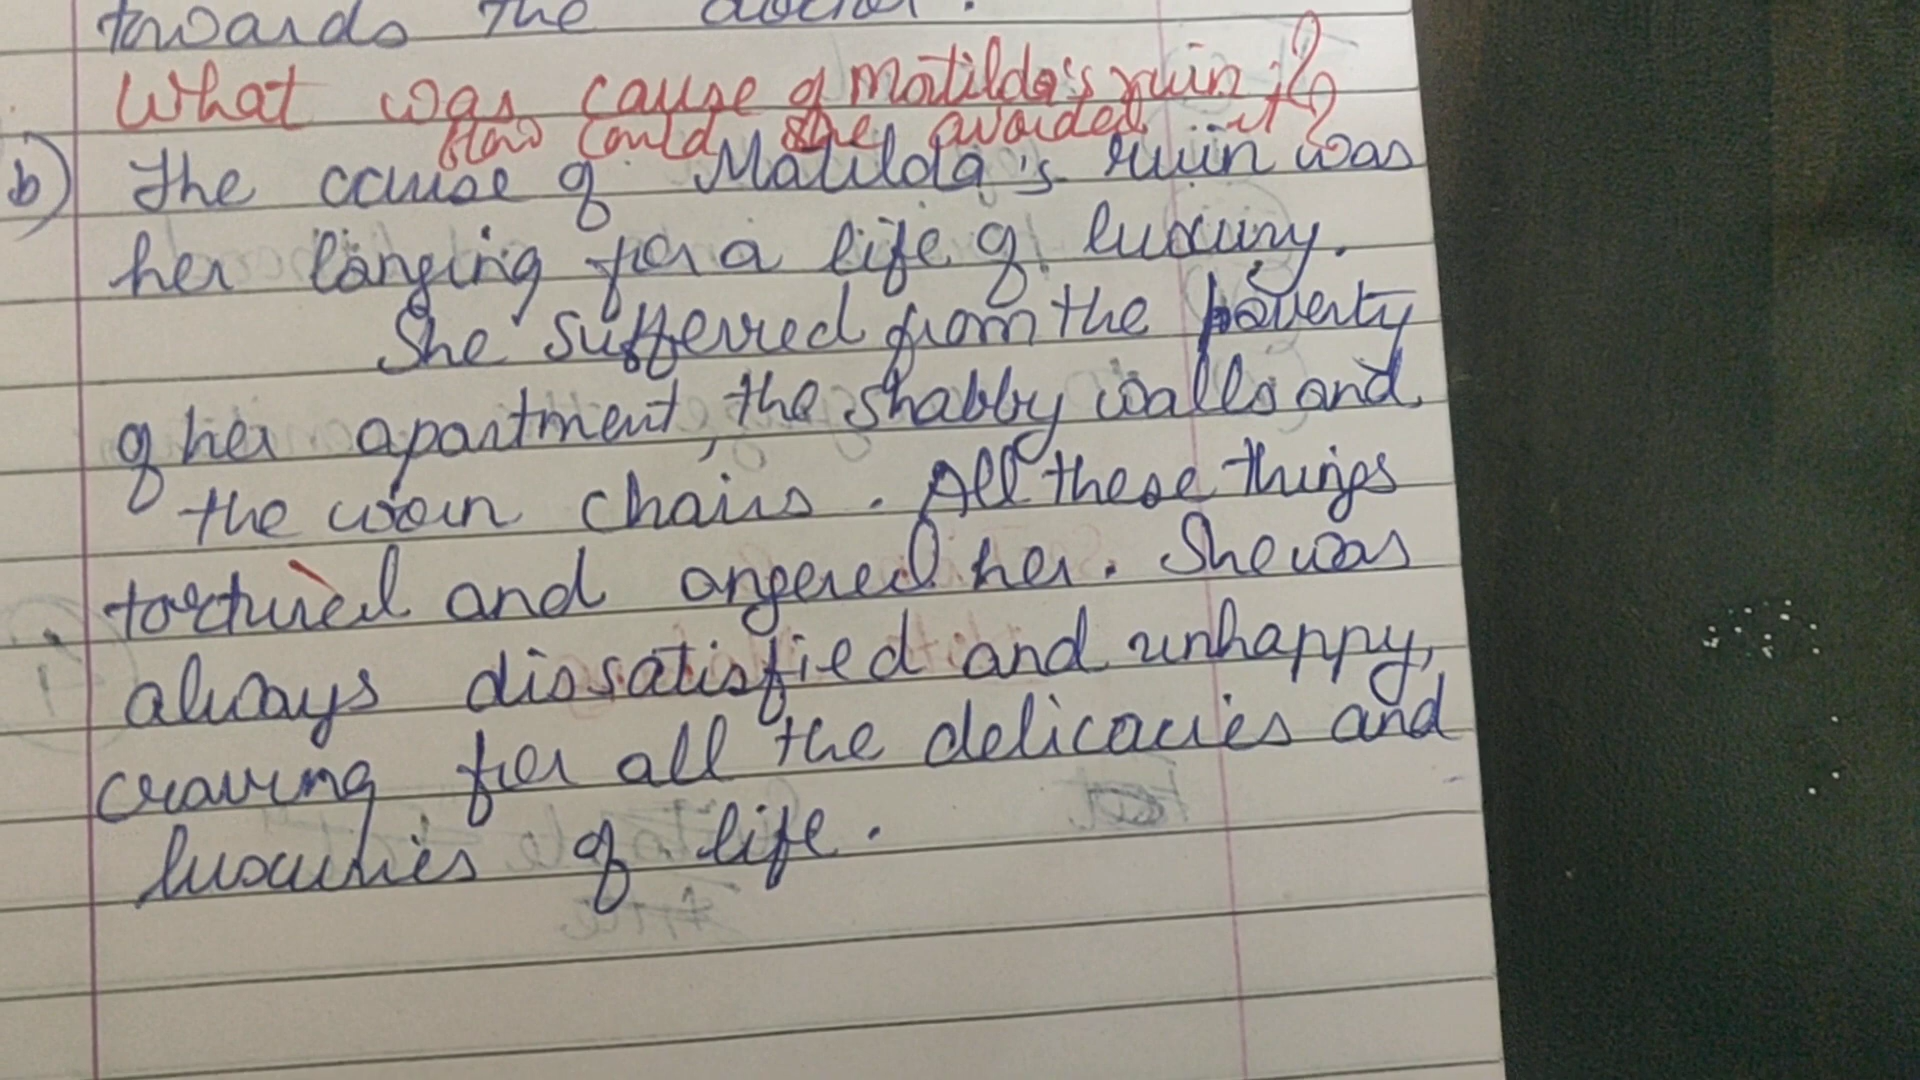 towards the
What was cause of Matilda's ruin ?
How could she avoided it?
b) The cause of Matilda's ruin was
her longing for a life of luxury.
She sufferred from the poverty
of her apartment, the shabby walls and
the worn chairs. All these things
tortured and angered her. She was
always dissatisfied and unhappy,
craving for all the delicacies and
luxuries of life.